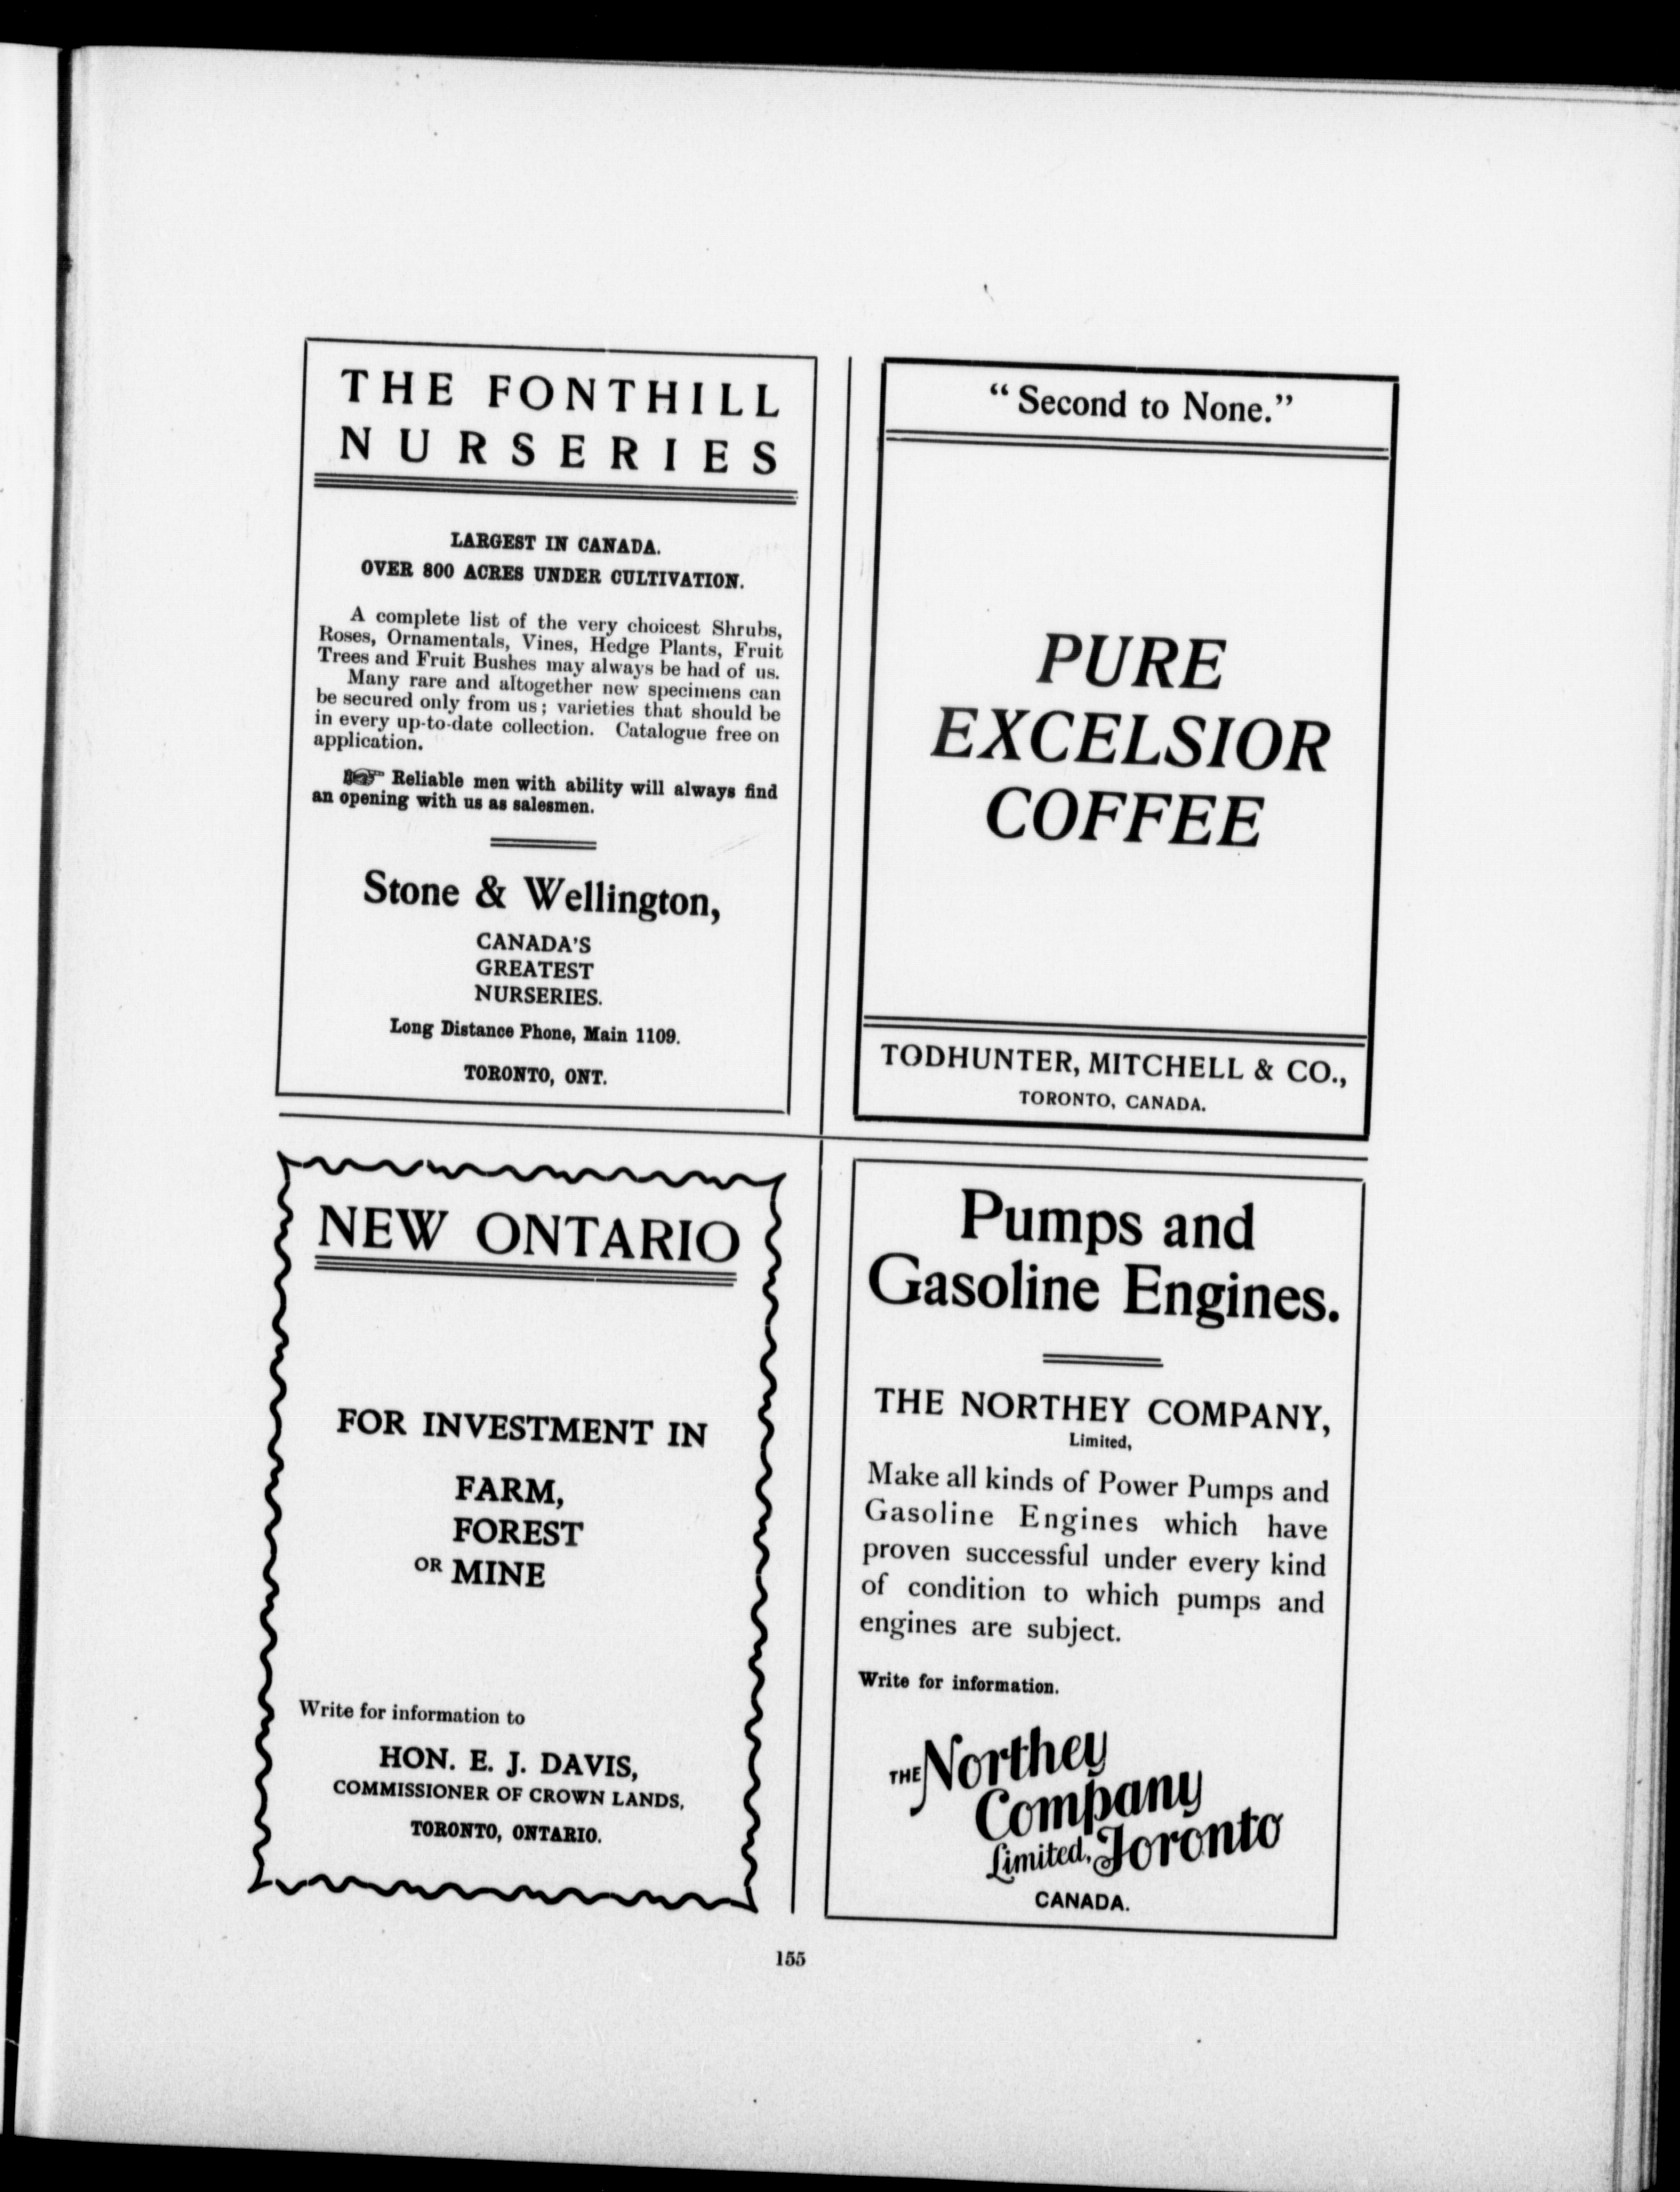 THE FONTHILL
NURSERIES
LARGEST IN CANADA.
OVER 800 ACRES UNDER CULTIVATION.
A complete list of the very choicest Shrubs,
Roses, Ornamentals, Vines, Hedge Plants, Fruit
Trees and Fruit Bushes may always be had of us.
Many rare and altogether new specimens can
be secured only from us; varieties that should be
in every up-to-date collection. Catalogue free on
application.
☞ Reliable men with ability will always find
an opening with us as salesmen.
Stone & Wellington,
CANADA'S
GREATEST
NURSERIES.
Long Distance Phone, Main 1109.
TORONTO, ONT.
"Second to None."
PURE
EXCELSIOR
COFFEE
TODHUNTER, MITCHELL & CO.,
TORONTO, CANADA.
NEW ONTARIO
FOR INVESTMENT IN
FARM,
FOREST
OR MINE
Write for information to
HON. E. J. DAVIS,
COMMISSIONER OF CROWN LANDS,
TORONTO, ONTARIO.
Pumps and
Gasoline Engines.
THE NORTHEY COMPANY,
Limited,
Make all kinds of Power Pumps and
Gasoline Engines which have
proven successful under every kind
of condition to which pumps and
engines are subject.
Write for information.
THE Northey
Company
Limited, Toronto
CANADA.
155